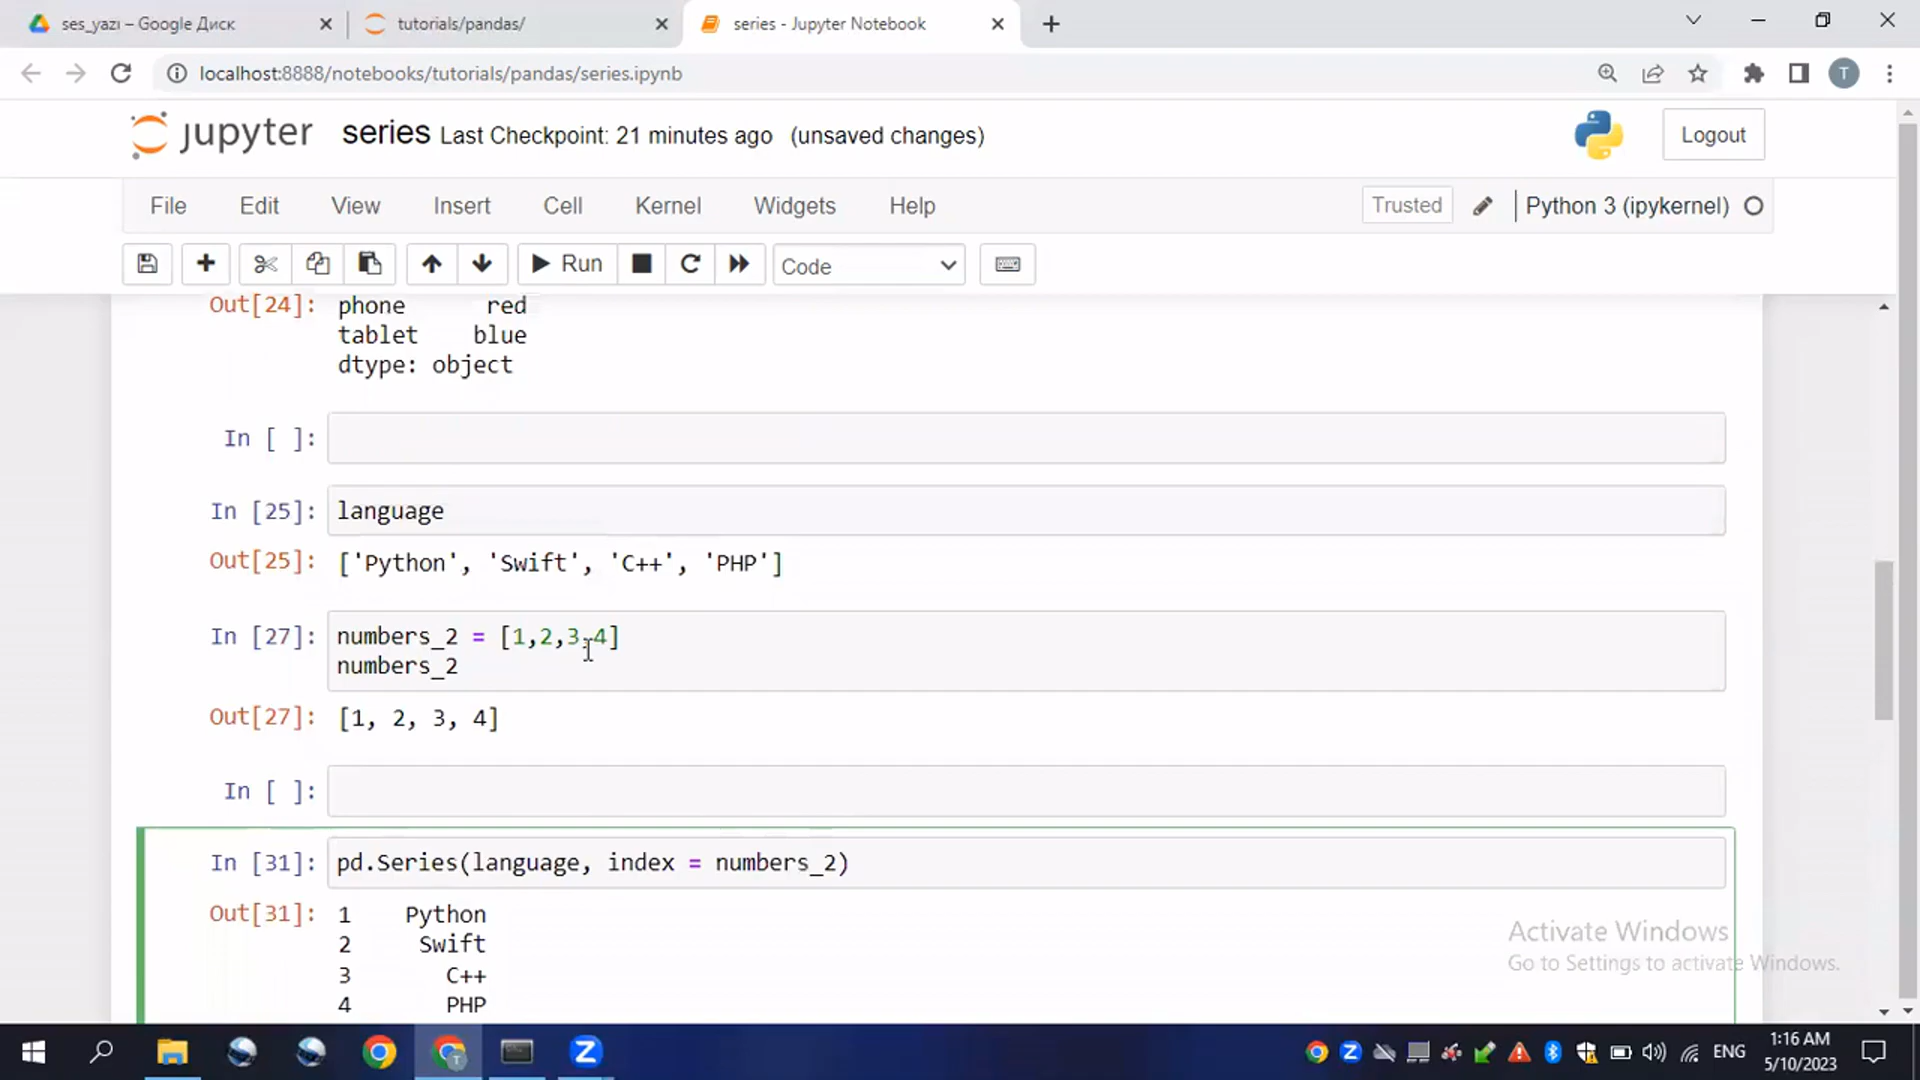 ses_yazı – Google Диск
tutorials/pandas/
series - Jupyter Notebook
localhost:8888/notebooks/tutorials/pandas/series.ipynb
T
jupyter series Last Checkpoint: 21 minutes ago (unsaved changes)
Logout
File Edit View Insert Cell Kernel Widgets Help
Trusted
Python 3 (ipykernel)
Run
Code
Out[24]: phone red
tablet blue
dtype: object
In [ ]:
In [25]: language
Out[25]: ['Python', 'Swift', 'C++', 'PHP']
In [27]: numbers_2 = [1,2,3,4]
numbers_2
Out[27]: [1, 2, 3, 4]
In [ ]:
In [31]: pd.Series(language, index = numbers_2)
Out[31]: 1 Python
2 Swift
3 C++
4 PHP
Activate Windows
Go to Settings to activate Windows.
ENG
1:16 AM
5/10/2023